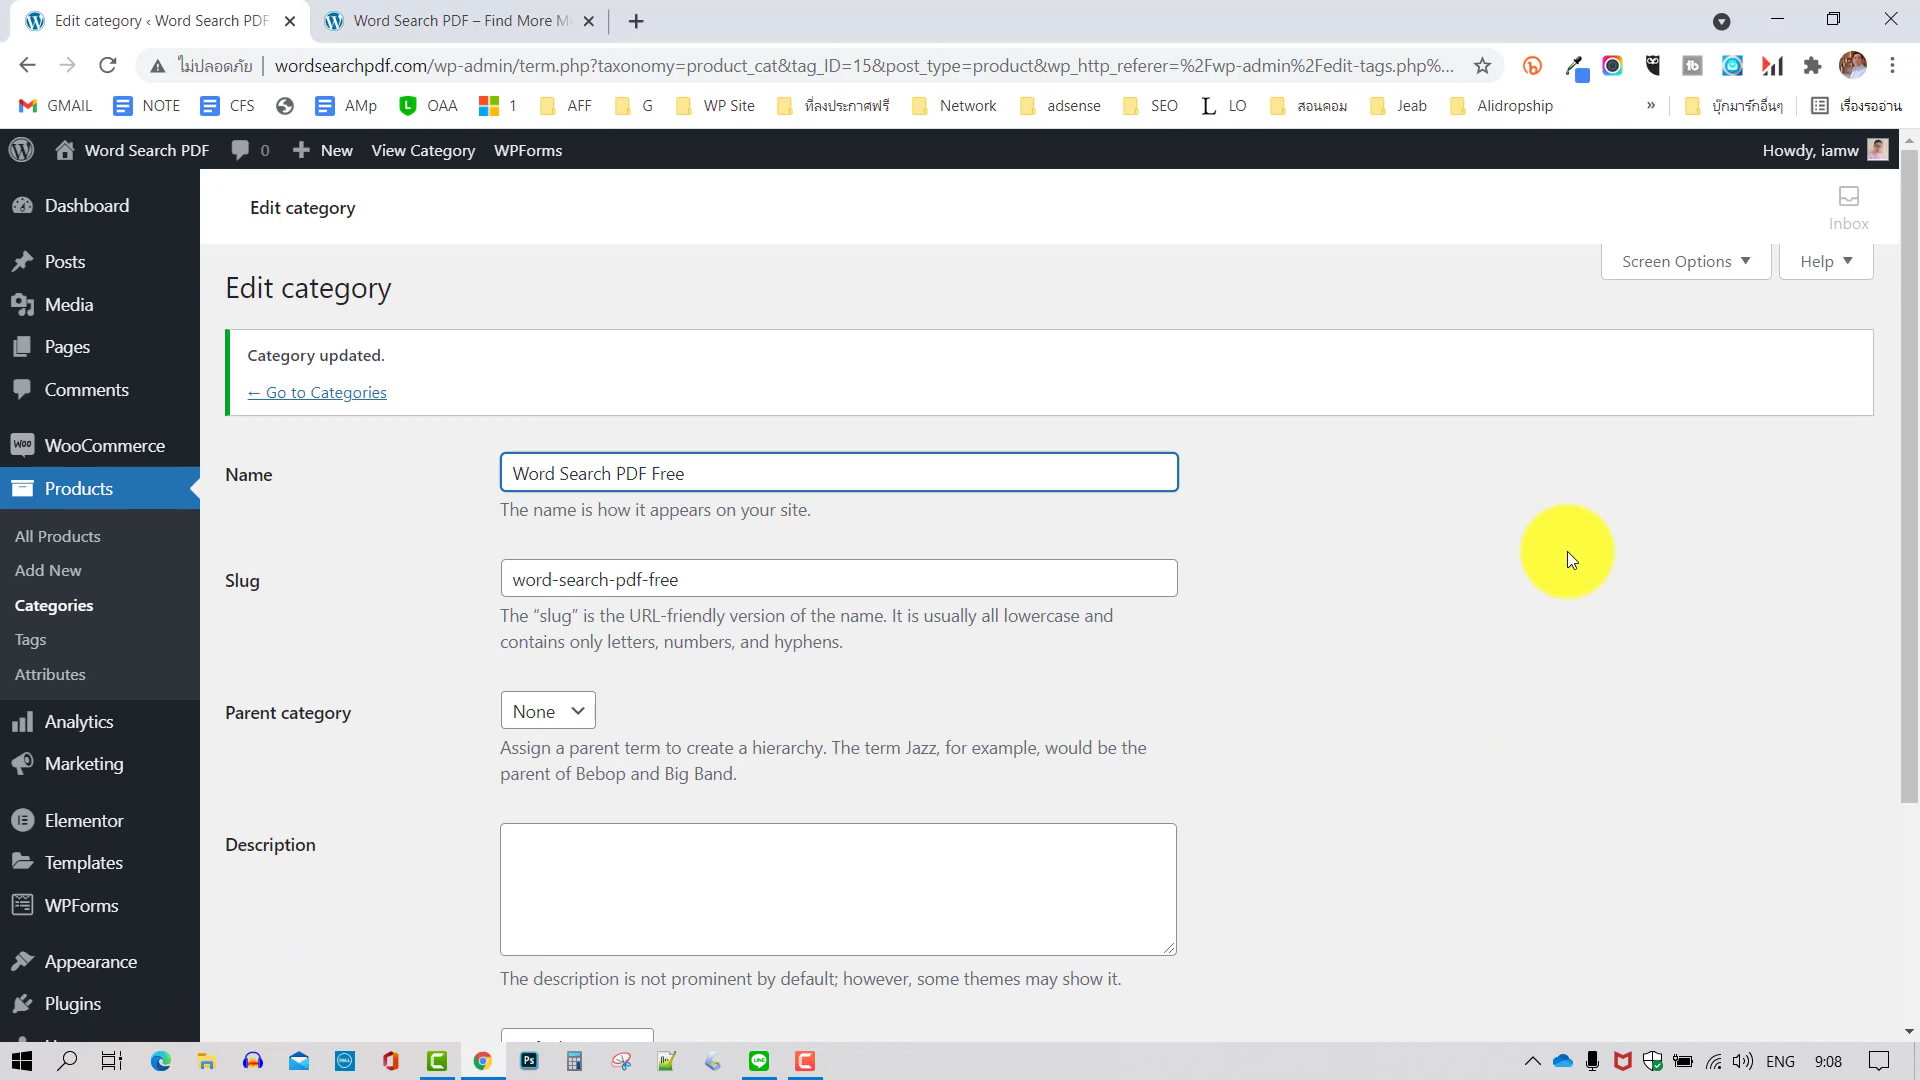 Edit category ‹ Word Search PDF
Word Search PDF – Find More M
ไม่ปลอดภัย
wordsearchpdf.com/wp-admin/term.php?taxonomy=product_cat&tag_ID=15&post_type=product&wp_http_referer=%2Fwp-admin%2Fedit-tags.php%...
GMAIL NOTE CFS AMp OAA 1 AFF G WP Site ที่ลงประกาศฟรี Network adsense SEO LO สอนคอม Jeab Alidropship » บุ๊กมาร์กอื่นๆ เรื่องรออ่าน
Word Search PDF 0 New View Category WPForms Howdy, iamw
Edit category
Inbox
Screen Options
Help
Edit category
Category updated.
← Go to Categories
Dashboard
Posts
Media
Pages
Comments
WooCommerce
Products
All Products
Add New
Categories
Tags
Attributes
Analytics
Marketing
Elementor
Templates
WPForms
Appearance
Plugins
Name
Word Search PDF Free
The name is how it appears on your site.
Slug
word-search-pdf-free
The “slug” is the URL-friendly version of the name. It is usually all lowercase and
contains only letters, numbers, and hyphens.
Parent category
None
Assign a parent term to create a hierarchy. The term Jazz, for example, would be the
parent of Bebop and Big Band.
Description
The description is not prominent by default; however, some themes may show it.
ENG 9:08